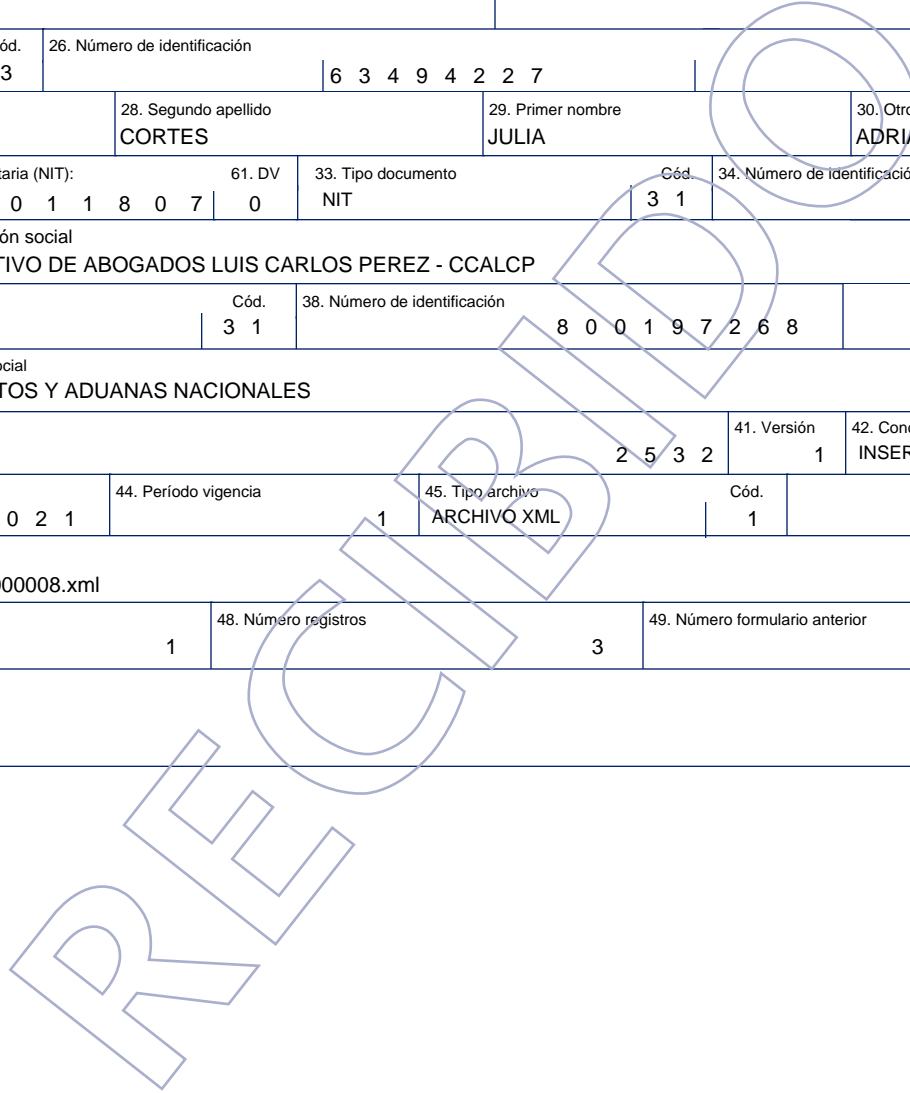 ód. 26. Número de identificación
3 6 3 4 9 4 2 2 7
28. Segundo apellido 29. Primer nombre 30. Otro
CORTES JULIA ADRIA
taria (NIT): 61. DV 33. Tipo documento Cód. 34. Número de identificació
0 1 1 8 0 7 0 NIT 3 1
ón social
TIVO DE ABOGADOS LUIS CARLOS PEREZ - CCALCP
Cód. 38. Número de identificación
3 1 8 0 0 1 9 7 2 6 8
ocial
TOS Y ADUANAS NACIONALES
41. Versión 42. Conc
2 5 3 2 1 INSER
44. Período vigencia 45. Tipo archivo Cód.
0 2 1 1 ARCHIVO XML 1
000008.xml
48. Número registros 49. Número formulario anterior
1 3
RECIBIDO